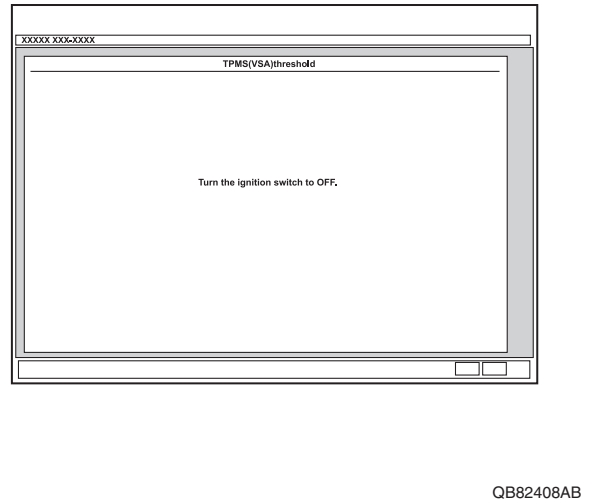 XXXXX XXX-XXXX
TPMS(VSA)threshold
Turn the ignition switch to OFF.
QB82408AB